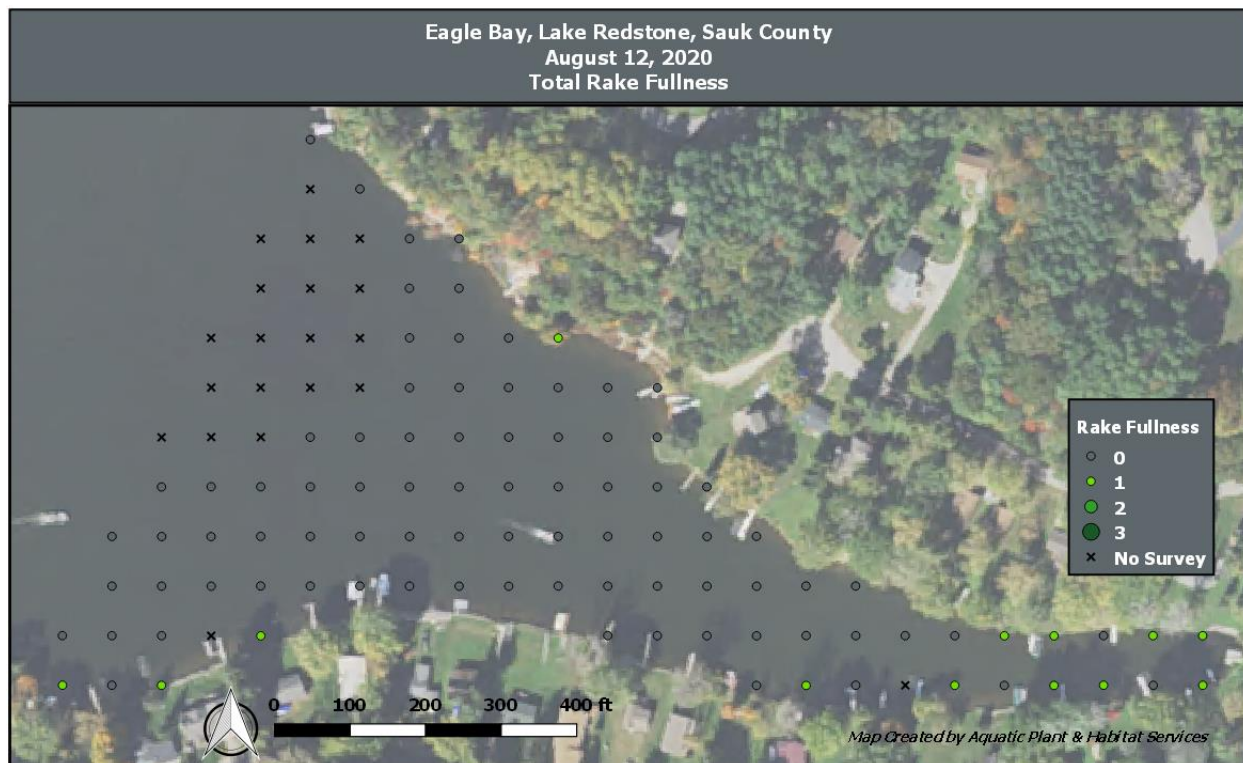 Eagle Bay, Lake Redstone, Sauk County
August 12, 2020
Total Rake Fullness
Rake Fullness
0
1
2
3
No Survey
0 100 200 300 400 ft
Map Created by Aquatic Plant & Habitat Services